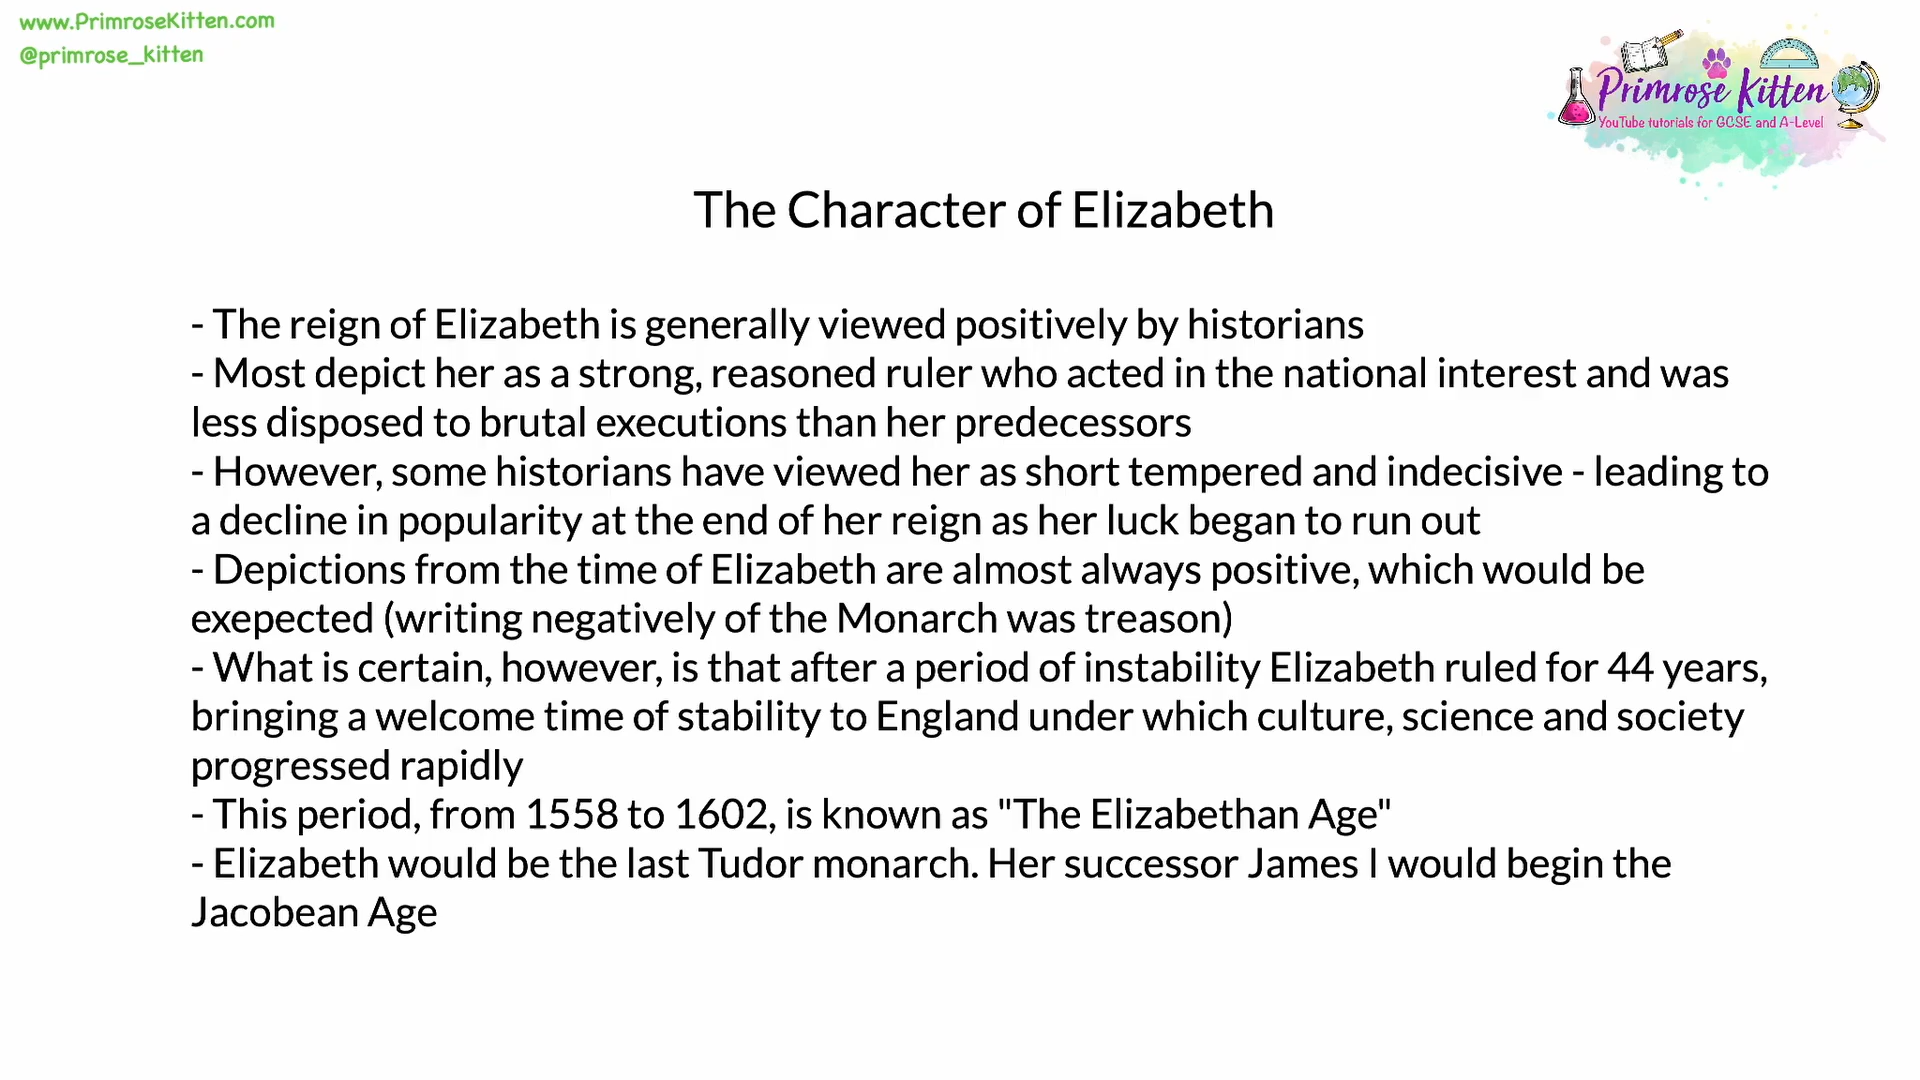 www.PrimroseKitten.com
@primrose_kitten
Primrose Kitten
YouTube tutorials for GCSE and A-Level
The Character of Elizabeth
- The reign of Elizabeth is generally viewed positively by historians
- Most depict her as a strong, reasoned ruler who acted in the national interest and was
less disposed to brutal executions than her predecessors
- However, some historians have viewed her as short tempered and indecisive - leading to
a decline in popularity at the end of her reign as her luck began to run out
- Depictions from the time of Elizabeth are almost always positive, which would be
exepected (writing negatively of the Monarch was treason)
- What is certain, however, is that after a period of instability Elizabeth ruled for 44 years,
bringing a welcome time of stability to England under which culture, science and society
progressed rapidly
- This period, from 1558 to 1602, is known as "The Elizabethan Age"
- Elizabeth would be the last Tudor monarch. Her successor James I would begin the
Jacobean Age